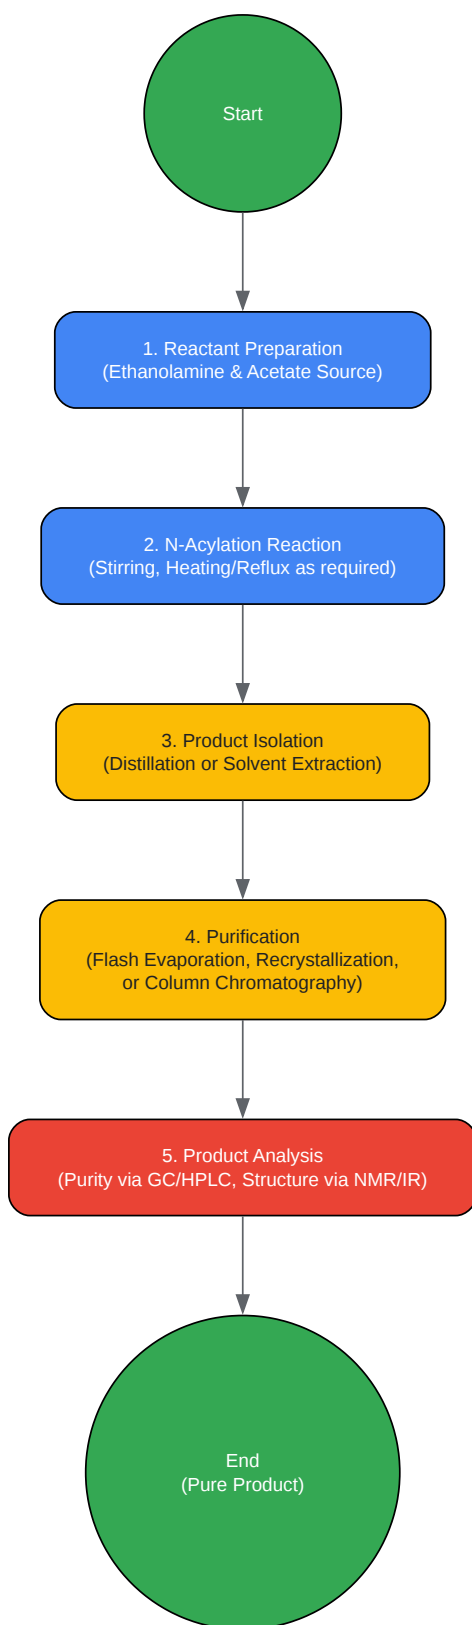 Start
1. Reactant Preparation
(Ethanolamine & Acetate Source)
2. N-Acylation Reaction
(Stirring, Heating/Reflux as required)
3. Product Isolation
(Distillation or Solvent Extraction)
4. Purification
(Flash Evaporation, Recrystallization,
or Column Chromatography)
5. Product Analysis
(Purity via GC/HPLC, Structure via NMR/IR)
End
(Pure Product)